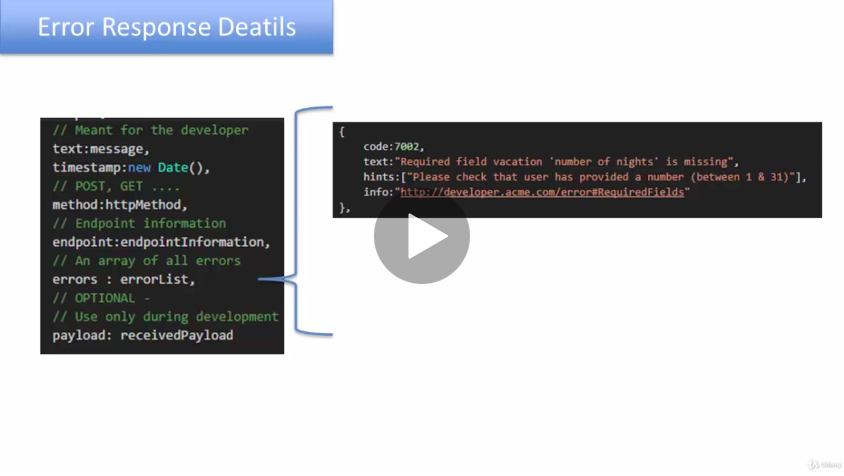 Error Response Deatils
// Meant for the developer
text:message,
timestamp:new Date(),
// POST, GET ....
method:httpMethod,
// Endpoint information
endpoint:endpointInformation,
// An array of all errors
errors : errorList,
// OPTIONAL -
// Use only during development
payload: receivedPayload
{
code:7002,
text:"Required field vacation 'number of nights' is missing",
hints:["Please check that user has provided a number (between 1 & 31)"],
info:"http://developer.acme.com/error#RequiredFields"
},
Udemy